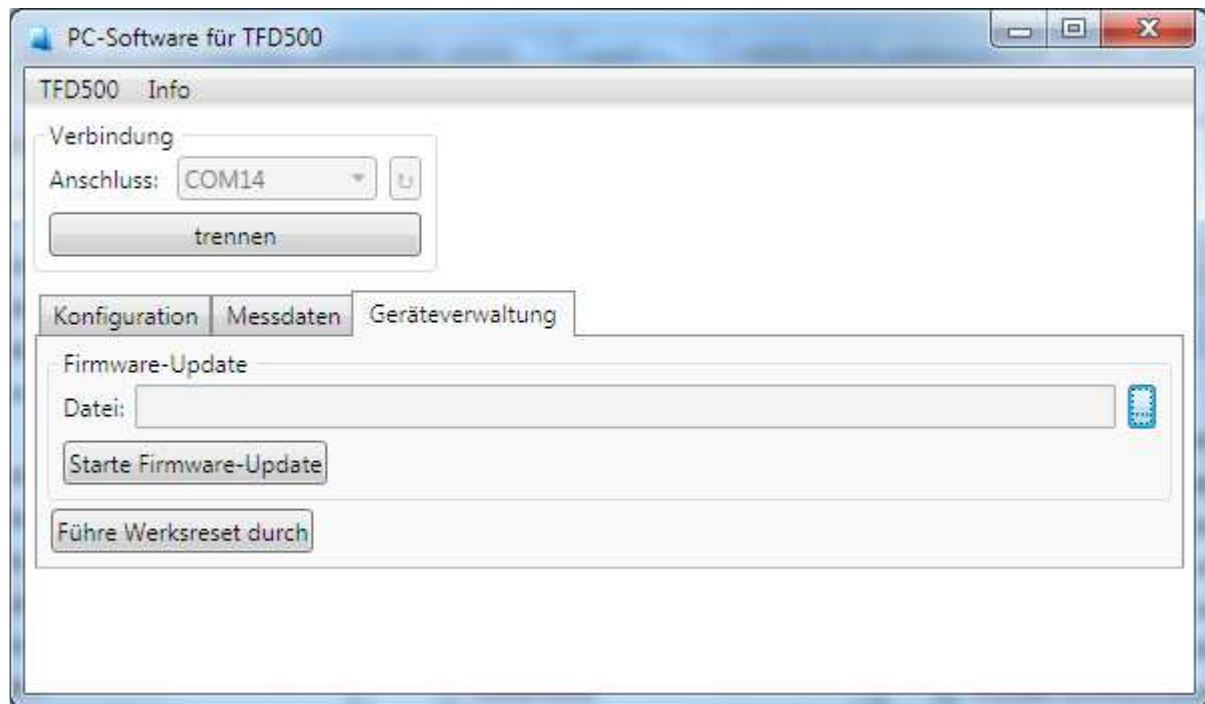 PC-Software für TFD500
TFD500 Info
Verbindung
Anschluss: COM14
trennen
Konfiguration Messdaten Geräteverwaltung
Firmware-Update
Datei: ...
Starte Firmware-Update
Führe Werksreset durch